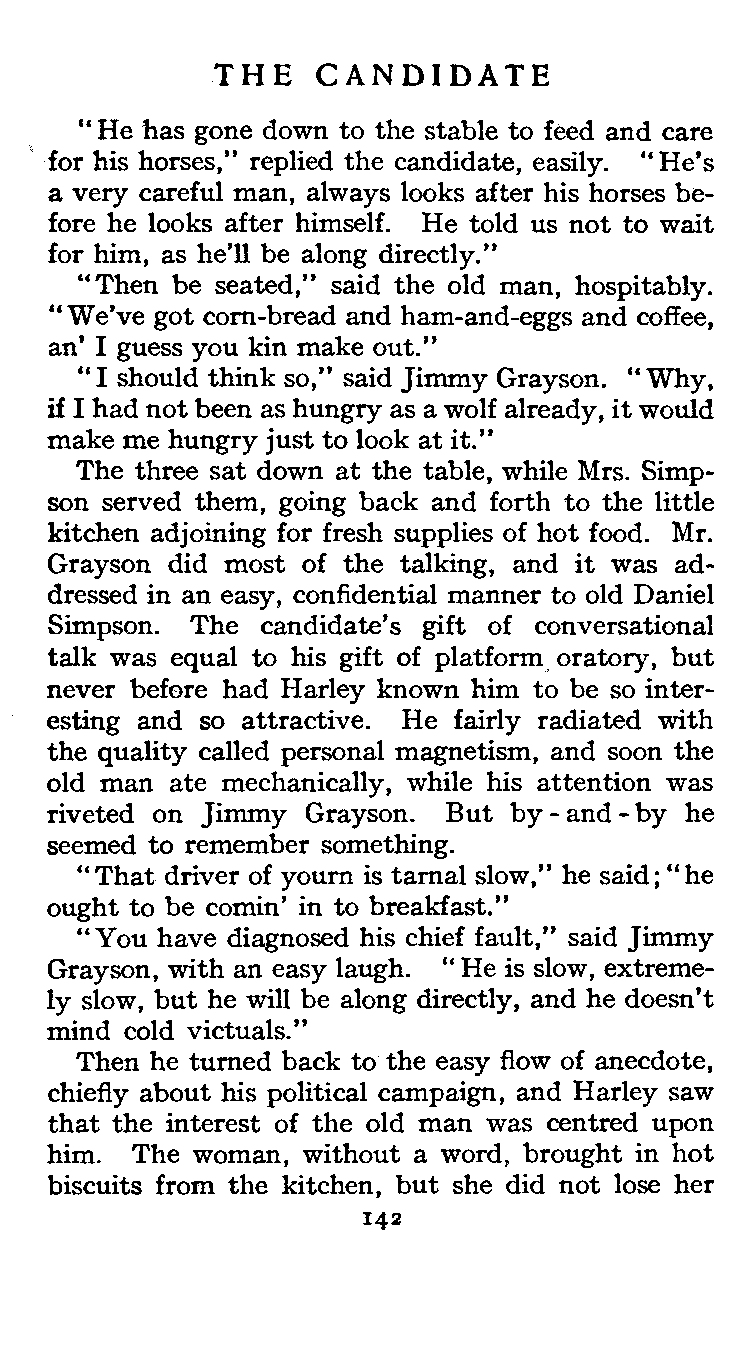 THE CANDIDATE
"He has gone down to the stable to feed and care
for his horses," replied the candidate, easily. "He's
a very careful man, always looks after his horses be-
fore he looks after himself. He told us not to wait
for him, as he'll be along directly."
"Then be seated," said the old man, hospitably.
"We've got corn-bread and ham-and-eggs and coffee,
an' I guess you kin make out."
"I should think so," said Jimmy Grayson. "Why,
if I had not been as hungry as a wolf already, it would
make me hungry just to look at it."
The three sat down at the table, while Mrs. Simp-
son served them, going back and forth to the little
kitchen adjoining for fresh supplies of hot food. Mr.
Grayson did most of the talking, and it was ad-
dressed in an easy, confidential manner to old Daniel
Simpson. The candidate's gift of conversational
talk was equal to his gift of platform oratory, but
never before had Harley known him to be so inter-
esting and so attractive. He fairly radiated with
the quality called personal magnetism, and soon the
old man ate mechanically, while his attention was
riveted on Jimmy Grayson. But by-and-by he
seemed to remember something.
"That driver of yourn is tarnal slow," he said; "he
ought to be comin' in to breakfast."
"You have diagnosed his chief fault," said Jimmy
Grayson, with an easy laugh. "He is slow, extreme-
ly slow, but he will be along directly, and he doesn't
mind cold victuals."
Then he turned back to the easy flow of anecdote,
chiefly about his political campaign, and Harley saw
that the interest of the old man was centred upon
him. The woman, without a word, brought in hot
biscuits from the kitchen, but she did not lose her
142